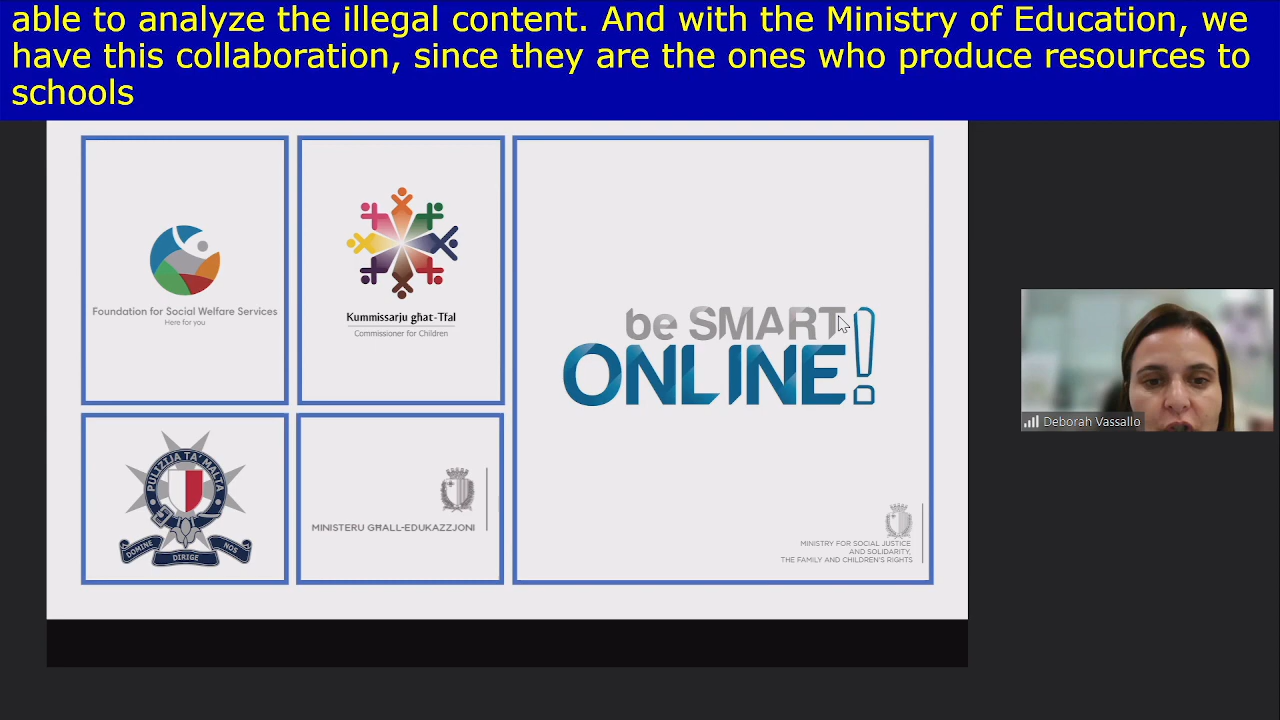 able to analyze the illegal content. And with the Ministry of Education, we
have this collaboration, since they are the ones who produce resources to
schools
Foundation for Social Welfare Services
Here for you
Kummissarju għat-Tfal
Commissioner for Children
be SMART
ONLINE!
PULIZIJA TA' MALTA
DOMINE DIRIGE NOS
MINISTERU GĦALL-EDUKAZZJONI
MINISTRY FOR SOCIAL JUSTICE
AND SOLIDARITY,
THE FAMILY AND CHILDREN'S RIGHTS
Deborah Vassallo